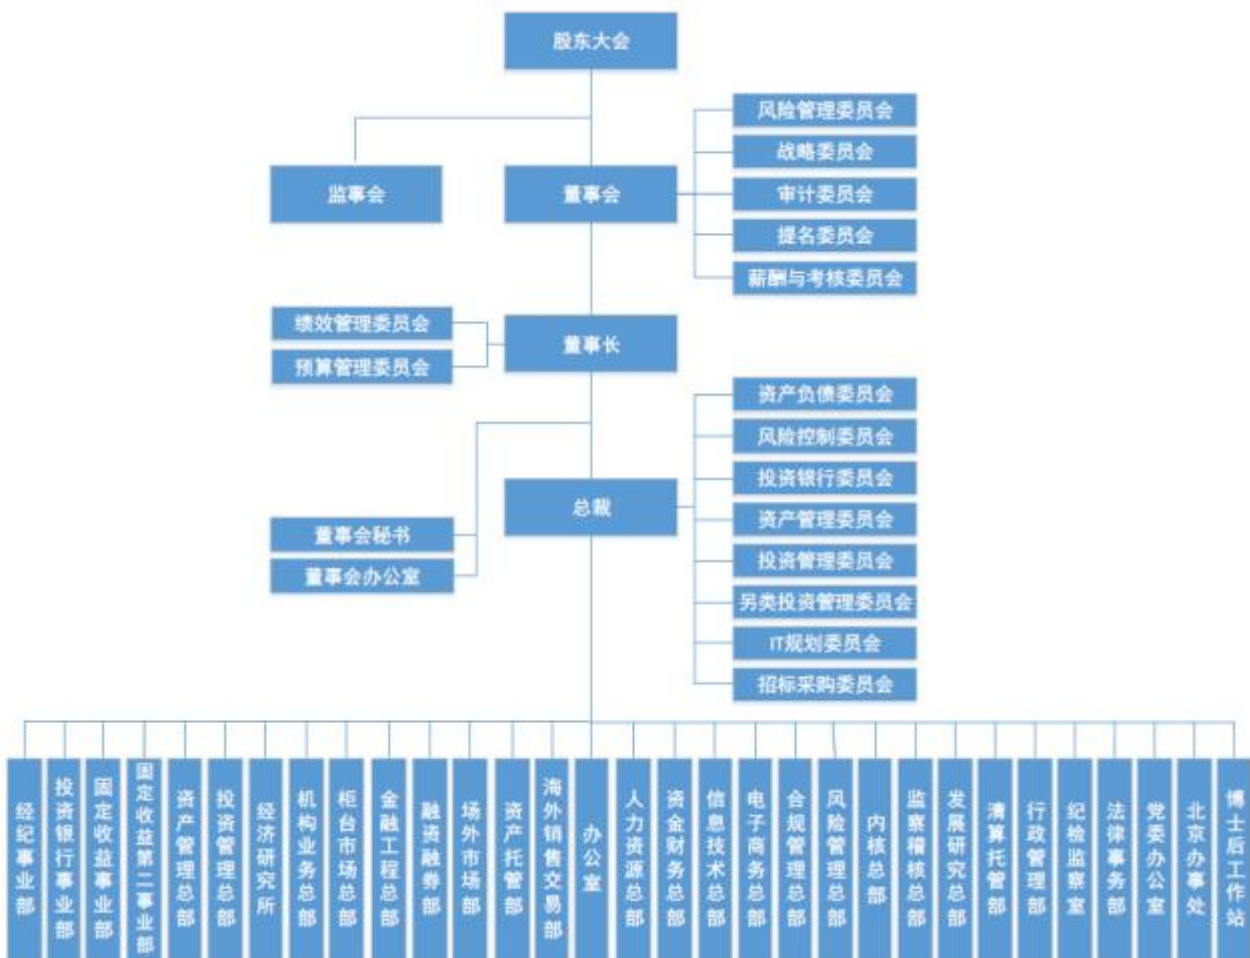 股东大会
监事会
董事会
风险管理委员会
战略委员会
审计委员会
提名委员会
薪酬与考核委员会
绩效管理委员会
预算管理委员会
董事长
董事会秘书
董事会办公室
总裁
资产负债委员会
风险控制委员会
投资银行委员会
资产管理委员会
投资管理委员会
另类投资管理委员会
IT规划委员会
招标采购委员会
经纪事业部
投资银行事业部
固定收益事业部
固定收益第二事业部
资产管理总部
投资管理总部
经济研究所
机构业务总部
柜台市场总部
金融工程总部
融资融券部
场外市场部
资产托管部
海外销售交易部
办公室
人力资源总部
资金财务总部
信息技术总部
电子商务总部
合规管理总部
风险管理总部
内核总部
监察稽核总部
发展研究总部
清算托管部
行政管理部
纪检监察室
法律事务部
党委办公室
北京办事处
博士后工作站